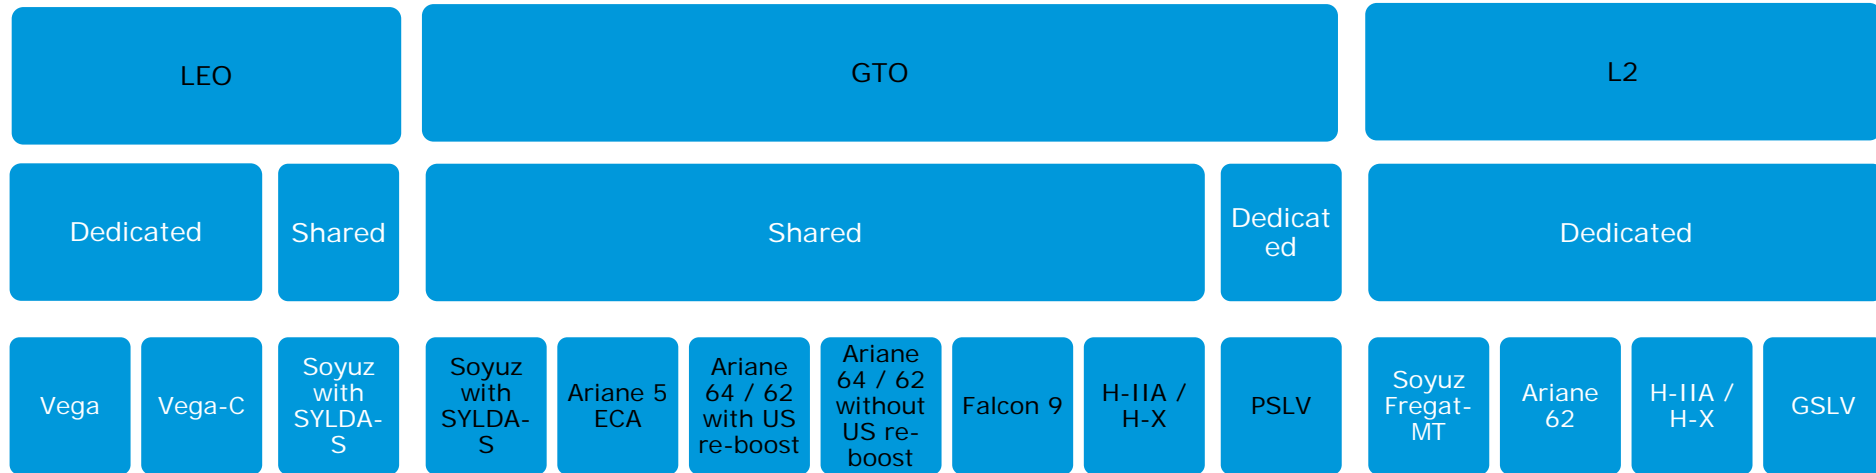 LEO
GTO
L2
Dedicated
Shared
Shared
Dedicat
ed
Dedicated
Vega
Vega-C
Soyuz
with
SYLDA-
S
Soyuz
with
SYLDA-
S
Ariane 5
ECA
Ariane
64 / 62
with US
re-boost
Ariane
64 / 62
without
US re-
boost
Falcon 9
H-IIA /
H-X
PSLV
Soyuz
Fregat-
MT
Ariane
62
H-IIA /
H-X
GSLV